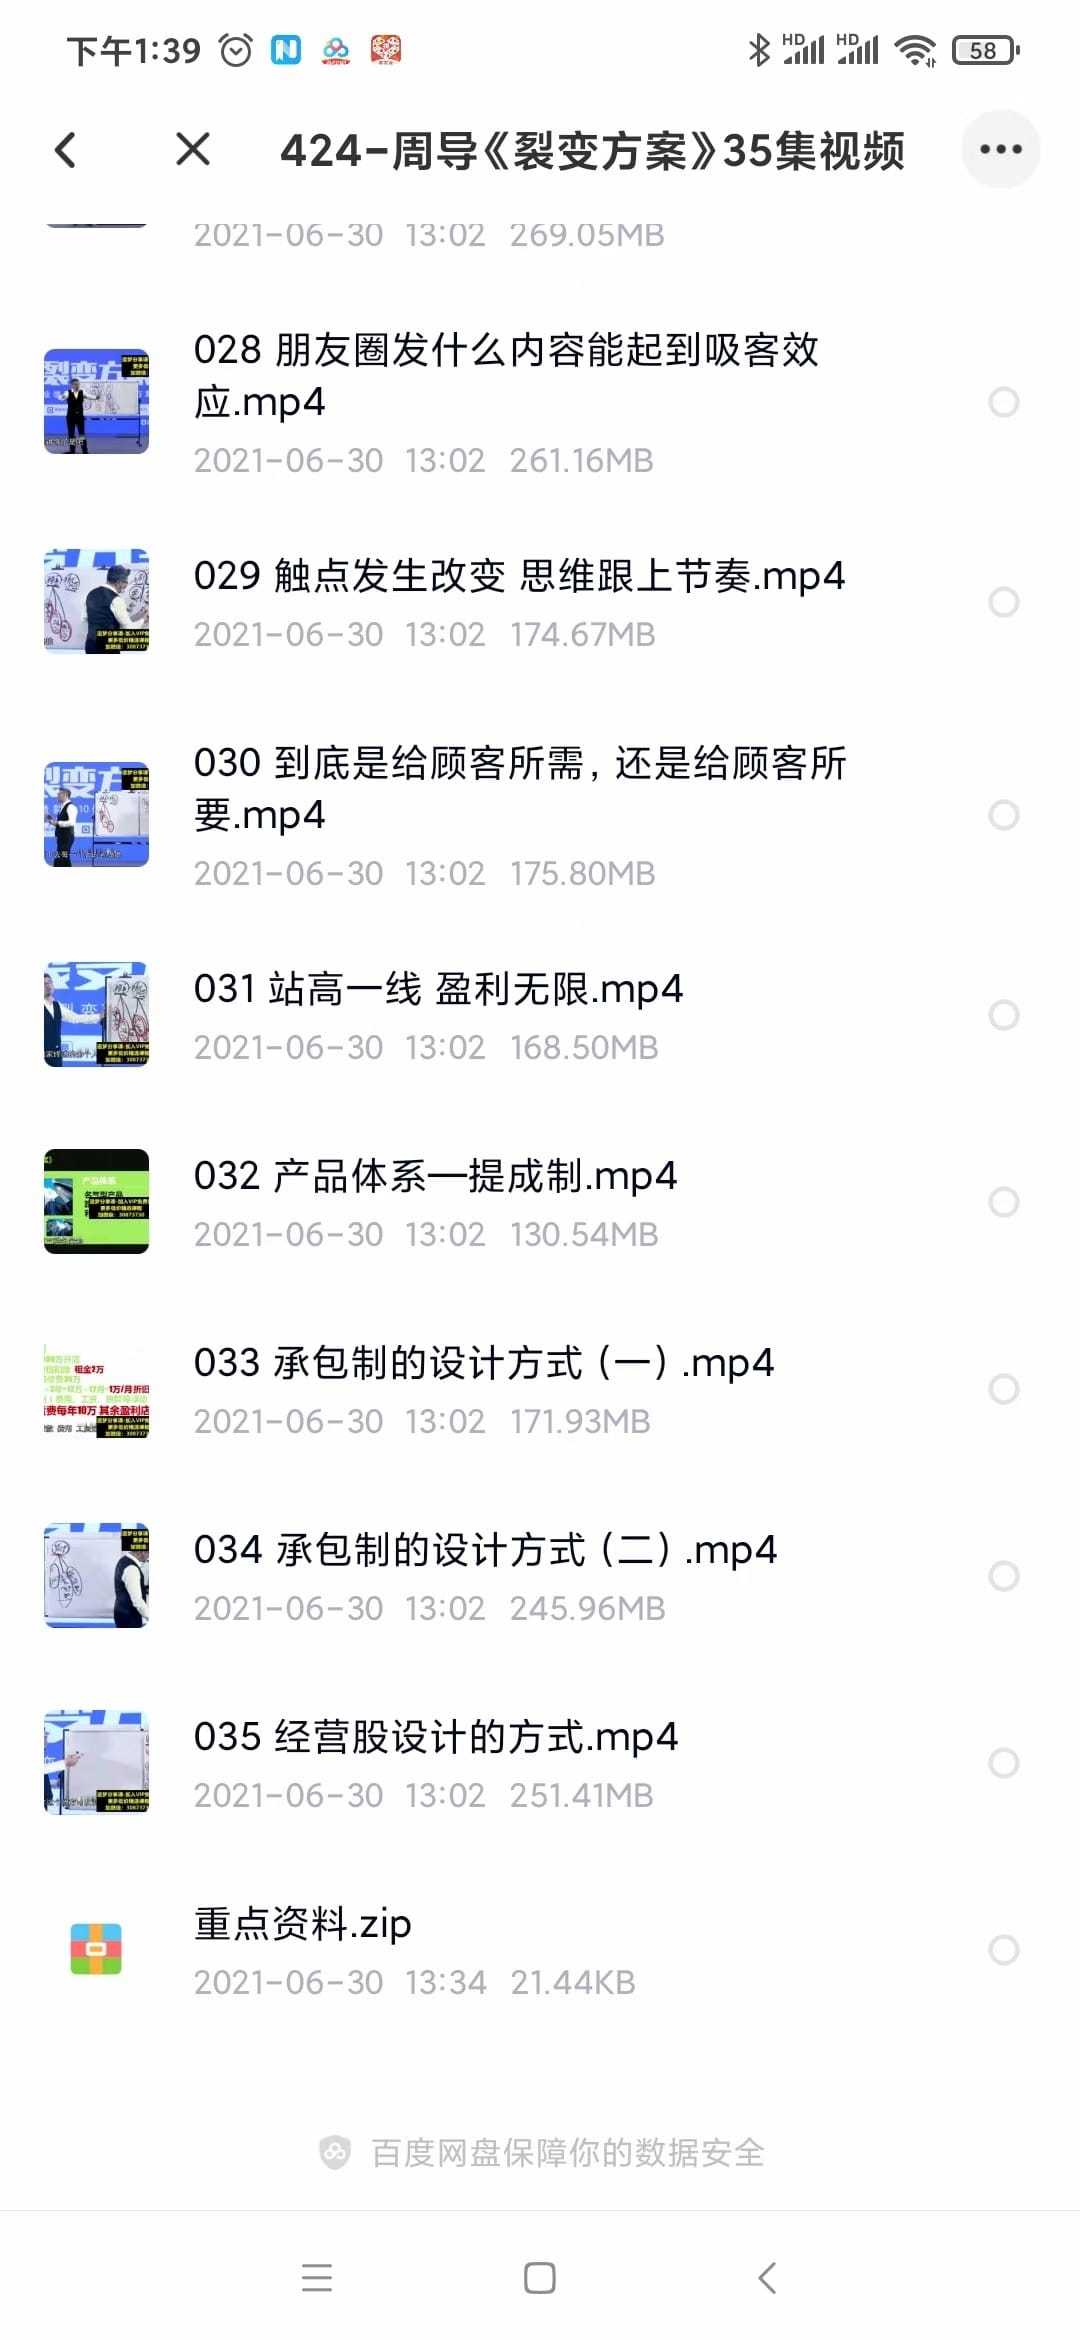 下午1:39
HD HD 58
424-周导《裂变方案》35集视频
2021-06-30 13:02 269.05MB
028 朋友圈发什么内容能起到吸客效
应.mp4
2021-06-30 13:02 261.16MB
029 触点发生改变 思维跟上节奏.mp4
2021-06-30 13:02 174.67MB
030 到底是给顾客所需，还是给顾客所
要.mp4
2021-06-30 13:02 175.80MB
031 站高一线 盈利无限.mp4
2021-06-30 13:02 168.50MB
032 产品体系—提成制.mp4
2021-06-30 13:02 130.54MB
033 承包制的设计方式（一）.mp4
2021-06-30 13:02 171.93MB
034 承包制的设计方式（二）.mp4
2021-06-30 13:02 245.96MB
035 经营股设计的方式.mp4
2021-06-30 13:02 251.41MB
重点资料.zip
2021-06-30 13:34 21.44KB
百度网盘保障你的数据安全